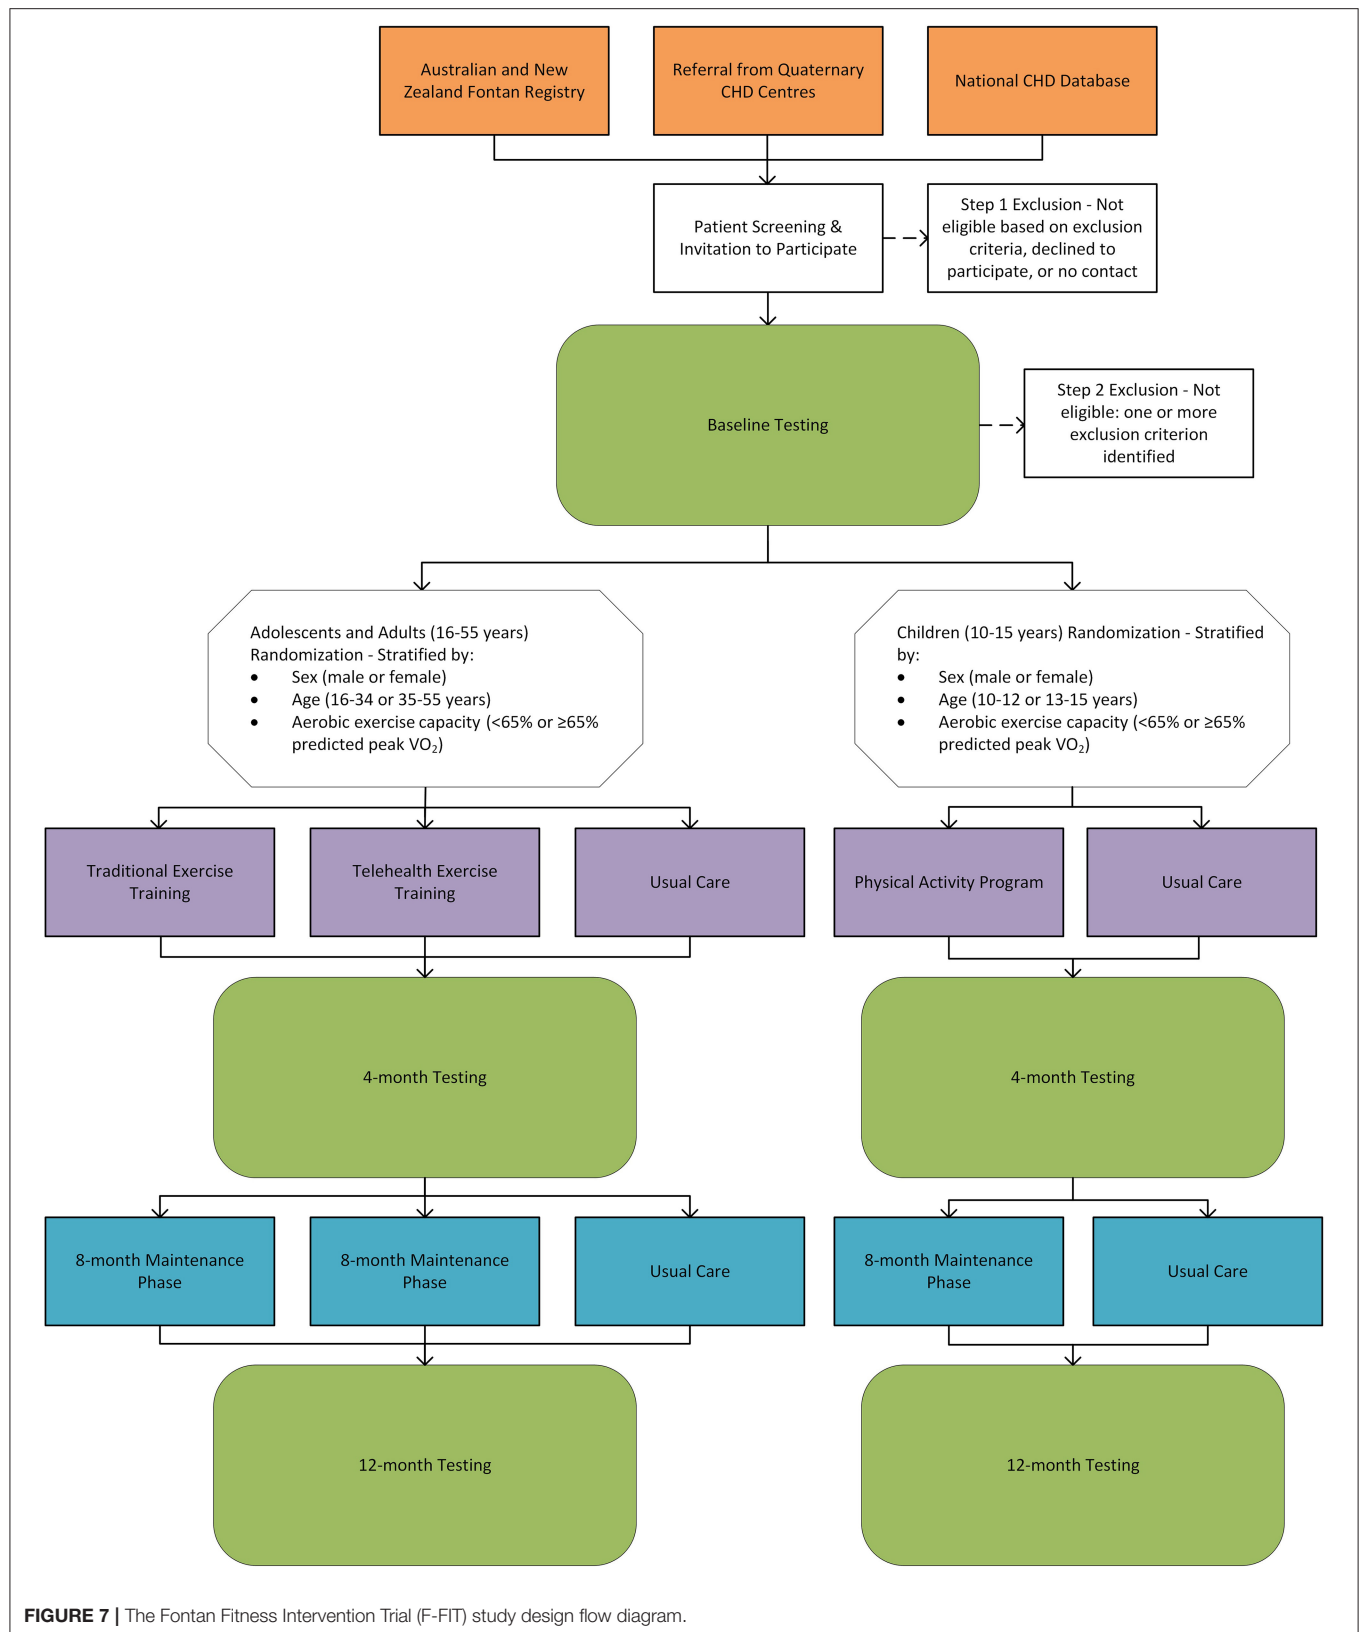 Australian and New
Zealand Fontan Registry
Referral from Quaternary
CHD Centres
National CHD Database
Patient Screening &
Invitation to Participate
Step 1 Exclusion - Not
eligible based on exclusion
criteria, declined to
participate, or no contact
Baseline Testing
Step 2 Exclusion - Not
eligible: one or more
exclusion criterion
identified
Adolescents and Adults (16-55 years)
Randomization - Stratified by:
• Sex (male or female)
• Age (16-34 or 35-55 years)
• Aerobic exercise capacity (<65% or ≥65%
predicted peak VO₂)
Children (10-15 years) Randomization - Stratified
by:
• Sex (male or female)
• Age (10-12 or 13-15 years)
• Aerobic exercise capacity (<65% or ≥65%
predicted peak VO₂)
Traditional Exercise
Training
Telehealth Exercise
Training
Usual Care
Physical Activity Program
Usual Care
4-month Testing
4-month Testing
8-month Maintenance
Phase
8-month Maintenance
Phase
Usual Care
8-month Maintenance
Phase
Usual Care
12-month Testing
12-month Testing
FIGURE 7 | The Fontan Fitness Intervention Trial (F-FIT) study design flow diagram.